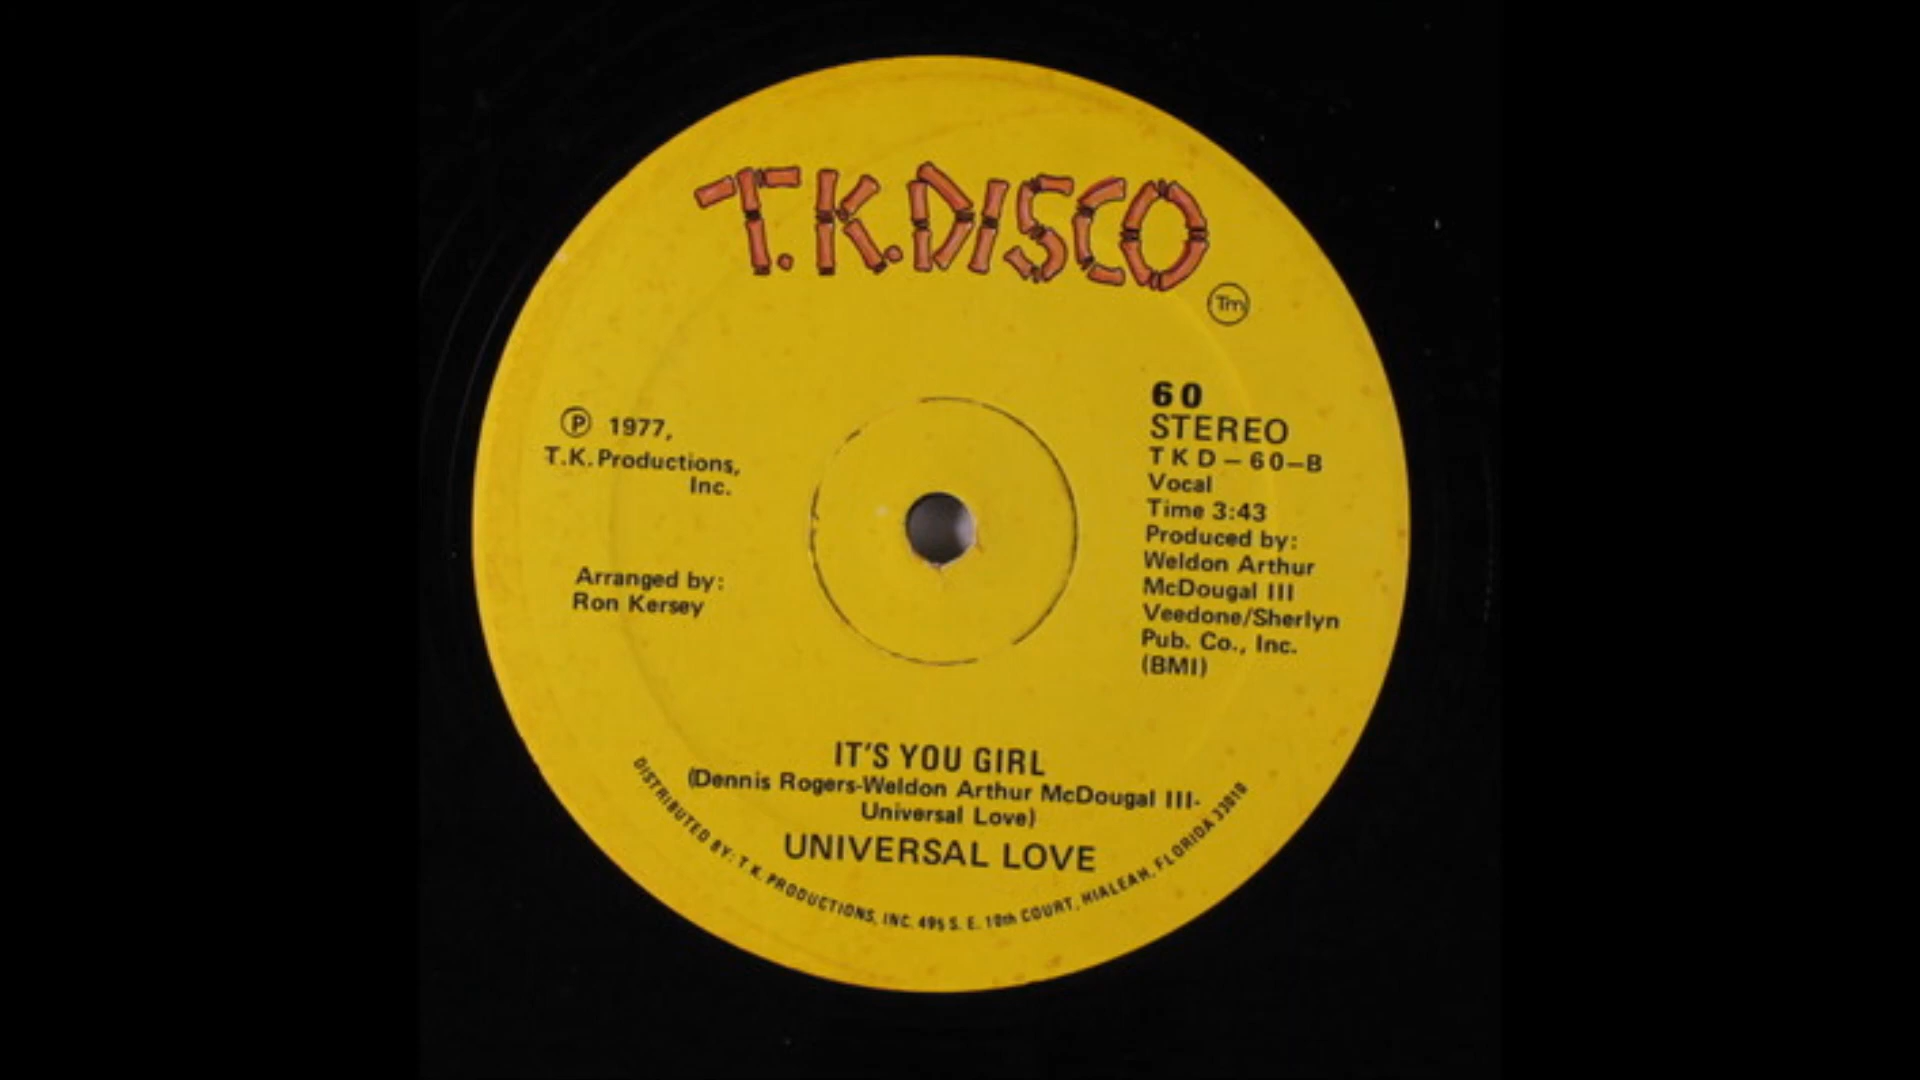 T.K.DISCO
Tm
℗ 1977,
T.K. Productions,
Inc.
Arranged by:
Ron Kersey
60
STEREO
TKD-60-B
Vocal
Time 3:43
Produced by:
Weldon Arthur
McDougal III
Veedone/Sherlyn
Pub. Co., Inc.
(BMI)
IT'S YOU GIRL
(Dennis Rogers-Weldon Arthur McDougal III-
Universal Love)
UNIVERSAL LOVE
DISTRIBUTED BY: T.K. PRODUCTIONS, INC. 495 S. E. 10th COURT, HIALEAH, FLORIDA 33010